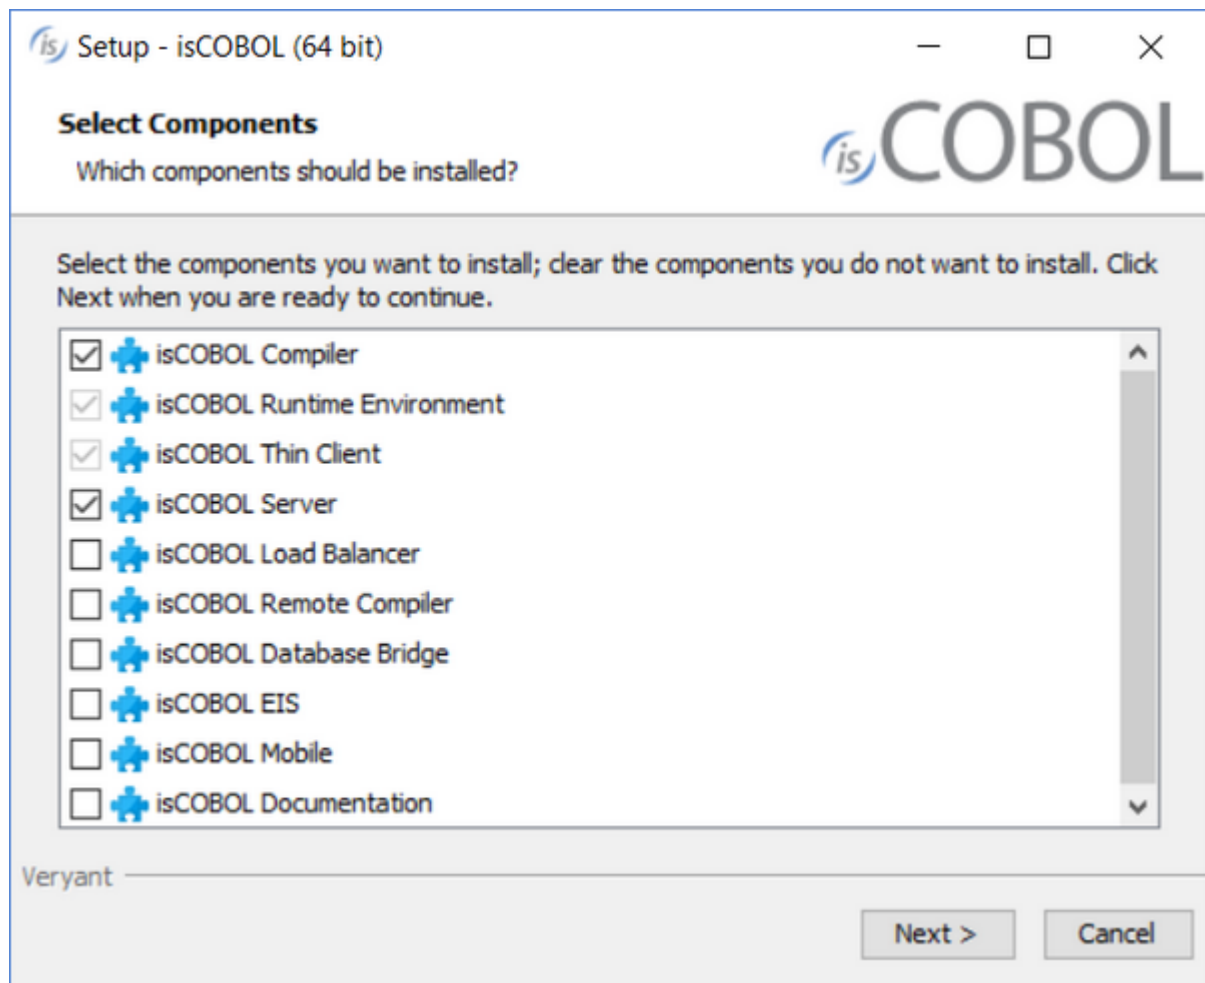 is Setup - isCOBOL (64 bit)
Select Components
is COBOL
Which components should be installed?
Select the components you want to install; clear the components you do not want to install. Click
Next when you are ready to continue.
isCOBOL Compiler
isCOBOL Runtime Environment
isCOBOL Thin Client
isCOBOL Server
isCOBOL Load Balancer
isCOBOL Remote Compiler
isCOBOL Database Bridge
isCOBOL EIS
isCOBOL Mobile
isCOBOL Documentation
Veryant
Next >
Cancel